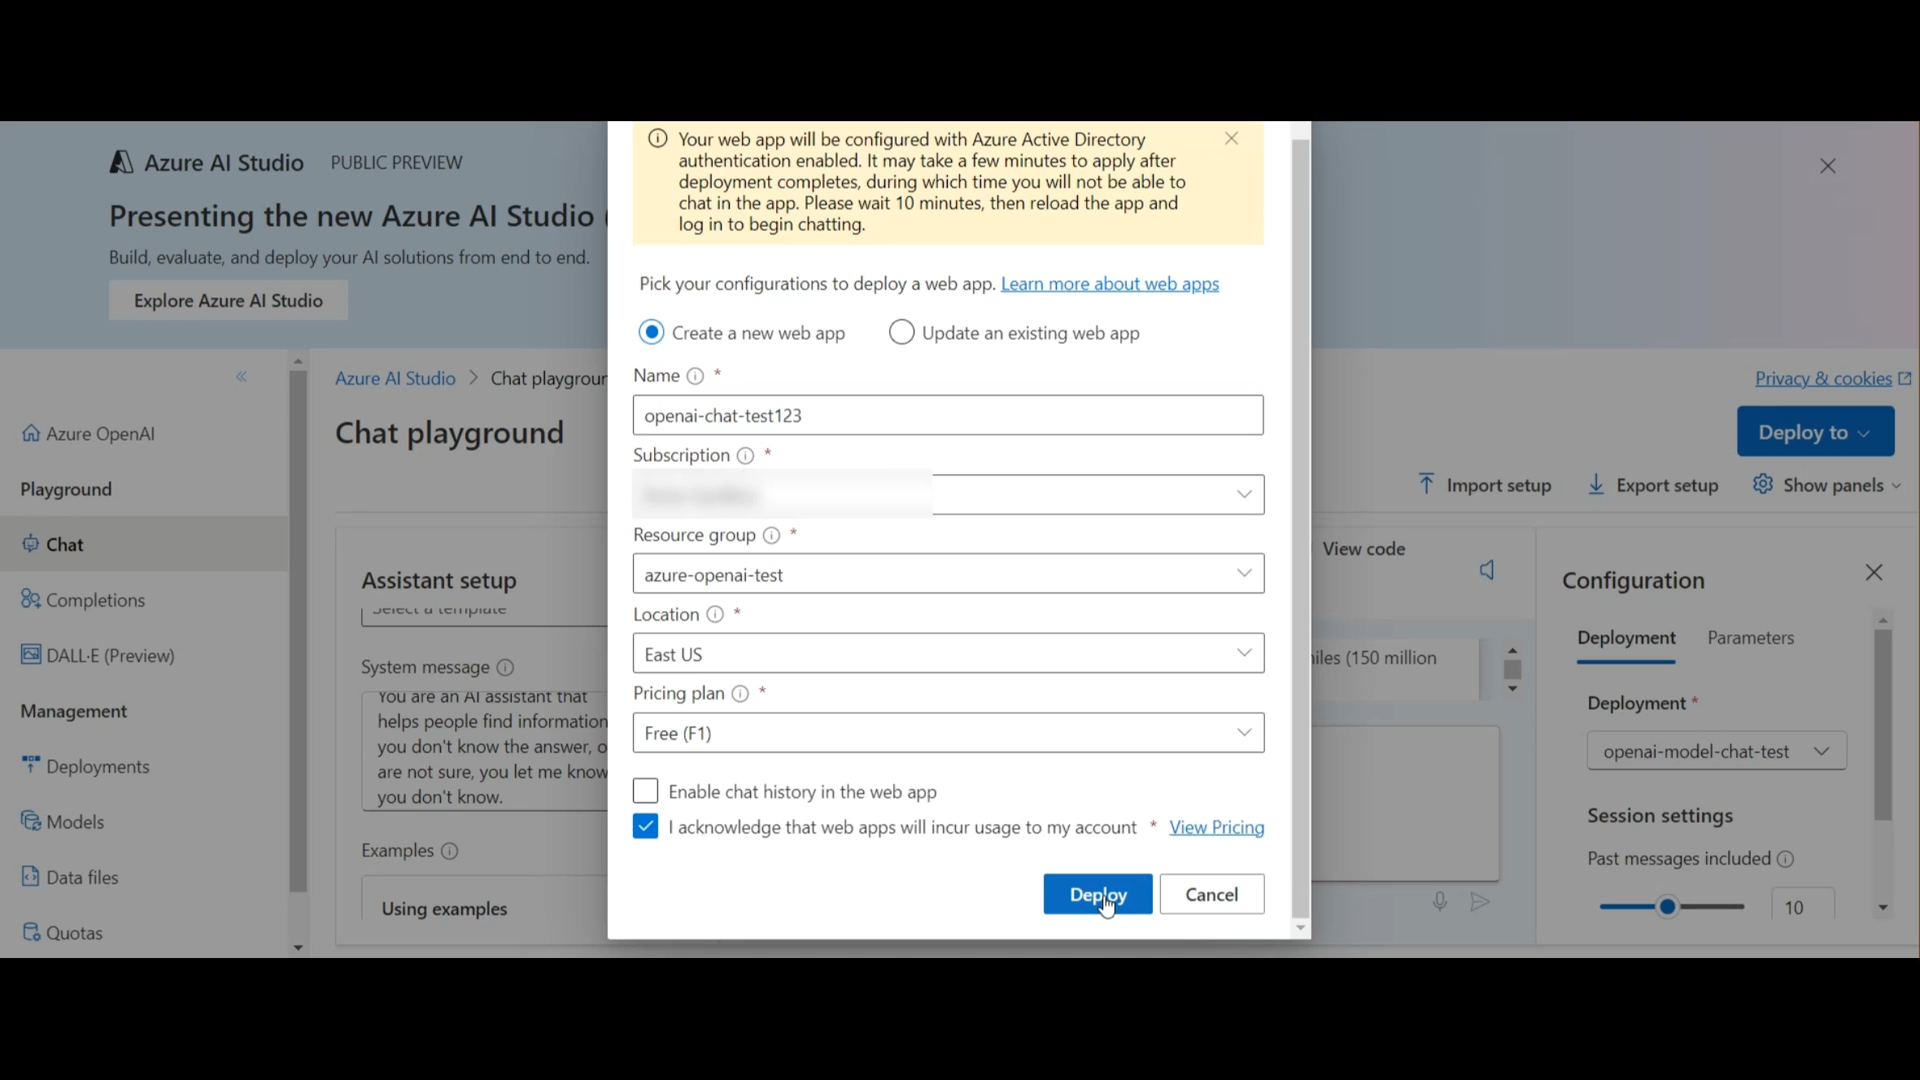 Azure AI Studio PUBLIC PREVIEW
Presenting the new Azure AI Studio (
Build, evaluate, and deploy your AI solutions from end to end.
Explore Azure AI Studio
Azure OpenAI
Playground
Chat
Completions
DALL·E (Preview)
Management
Deployments
Models
Data files
Quotas
Azure AI Studio > Chat playgroun
Chat playground
Assistant setup
Select a template
System message
You are an AI assistant that
helps people find information
you don't know the answer, o
are not sure, you let me know
you don't know.
Examples
Using examples
Your web app will be configured with Azure Active Directory
authentication enabled. It may take a few minutes to apply after
deployment completes, during which time you will not be able to
chat in the app. Please wait 10 minutes, then reload the app and
log in to begin chatting.
Pick your configurations to deploy a web app. Learn more about web apps
Create a new web app Update an existing web app
Name *
openai-chat-test123
Subscription *
Resource group *
azure-openai-test
Location *
East US
Pricing plan *
Free (F1)
Enable chat history in the web app
I acknowledge that web apps will incur usage to my account * View Pricing
Deploy Cancel
Privacy & cookies
Deploy to
Import setup Export setup Show panels
View code
miles (150 million
Configuration
Deployment Parameters
Deployment *
openai-model-chat-test
Session settings
Past messages included
10